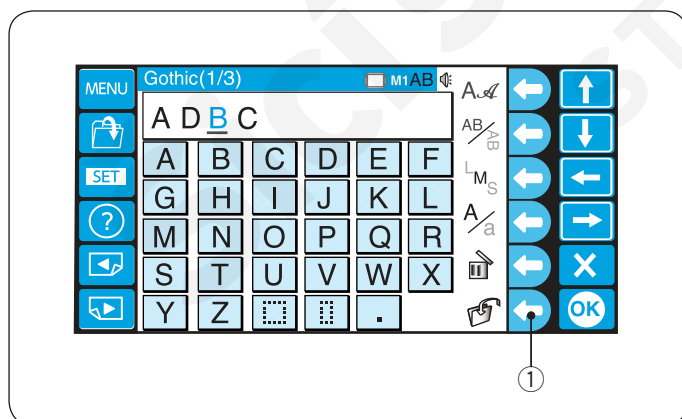 MENU
Gothic(1/3)
M1AB
A D B C
A A
AB/AB
SET
L M S
A/a
?
A B C D E F
G H I J K L
M N O P Q R
S T U V W X
Y Z .
X
OK
1